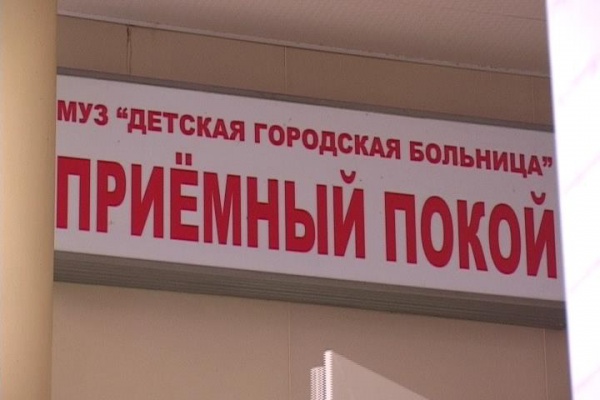 МУЗ “ДЕТСКАЯ ГОРОДСКАЯ БОЛЬНИЦА”
ПРИЁМНЫЙ ПОКОЙ